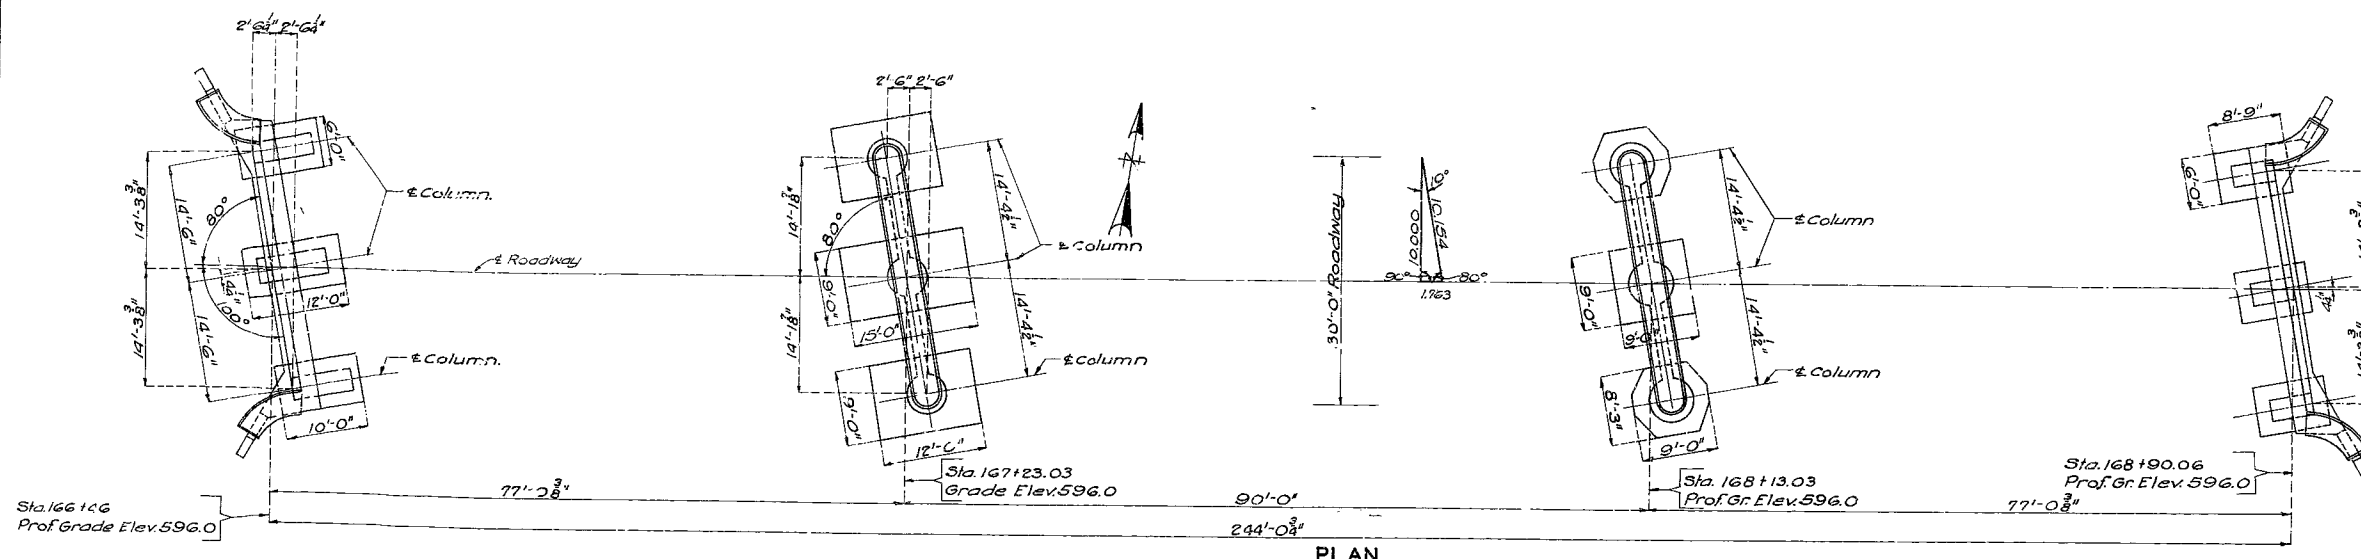 2'-6¼" 2'-6¼"
6'-0"
14'-3⅜"
14'-6"
80°
₵ Column.
₵ Roadway
4¼"
12'-0"
100°
14'-3⅜"
14'-6"
₵ Column.
10'-0"
2'-6" 2'-6"
14'-1⅞"
80°
14'-4½"
₵ Column
9'-0"
15'-0"
14'-1⅞"
14'-4½"
₵ Column
9'-0"
N
30'-0" Roadway
10°
10.000
10.154
90°
80°
1.763
14'-4½"
₵ Column
9'-0"
9'-0"
14'-4½"
₵ Column
8'-3"
9'-0"
8'-9"
6'-0"
4¼"
Sta. 166+46
Prof. Grade Elev. 596.0
77'-0⅜"
Sta. 167+23.03
Grade Elev. 596.0
90'-0"
Sta. 168+13.03
Prof. Gr. Elev. 596.0
77'-0⅜"
Sta. 168+90.06
Prof. Gr. Elev. 596.0
244'-0¾"
PLAN